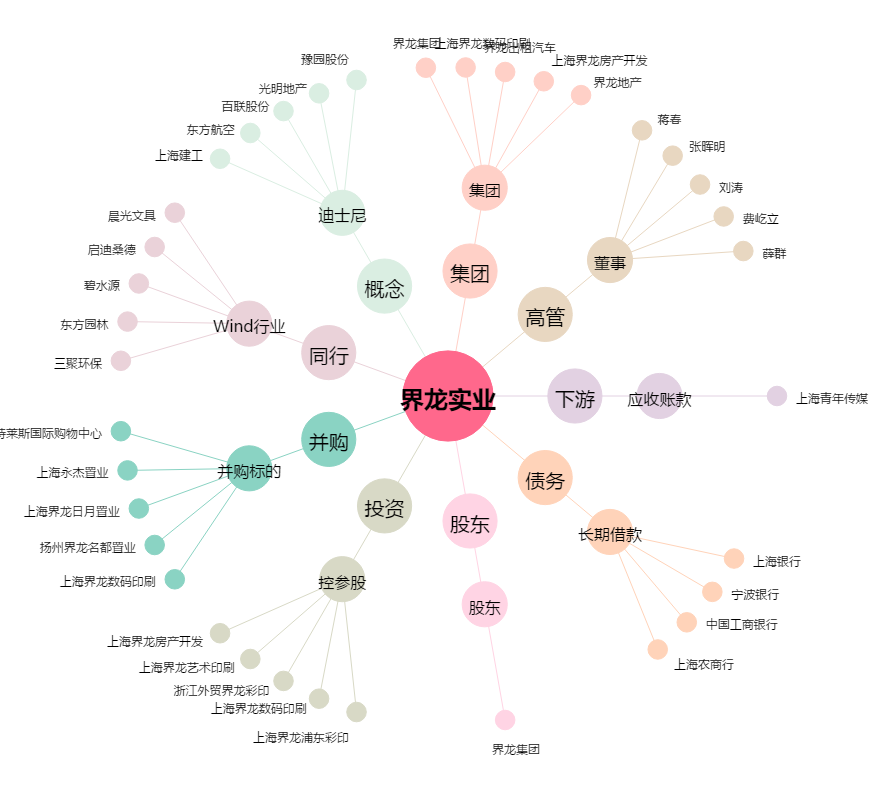 界龙集团
上海界龙数码印刷
界龙出租汽车
上海界龙房产开发
界龙地产
集团
集团
豫园股份
光明地产
百联股份
东方航空
上海建工
迪士尼
概念
蒋春
张晖明
刘涛
费屹立
薛群
董事
高管
晨光文具
启迪桑德
碧水源
东方园林
三聚环保
Wind行业
同行
界龙实业
下游
应收账款
上海青年传媒
莱斯国际购物中心
上海永杰置业
上海界龙日月置业
扬州界龙名都置业
上海界龙数码印刷
并购标的
并购
债务
长期借款
上海银行
宁波银行
中国工商银行
上海农商行
投资
控参股
上海界龙房产开发
上海界龙艺术印刷
浙江外贸界龙彩印
上海界龙数码印刷
上海界龙浦东彩印
股东
股东
界龙集团